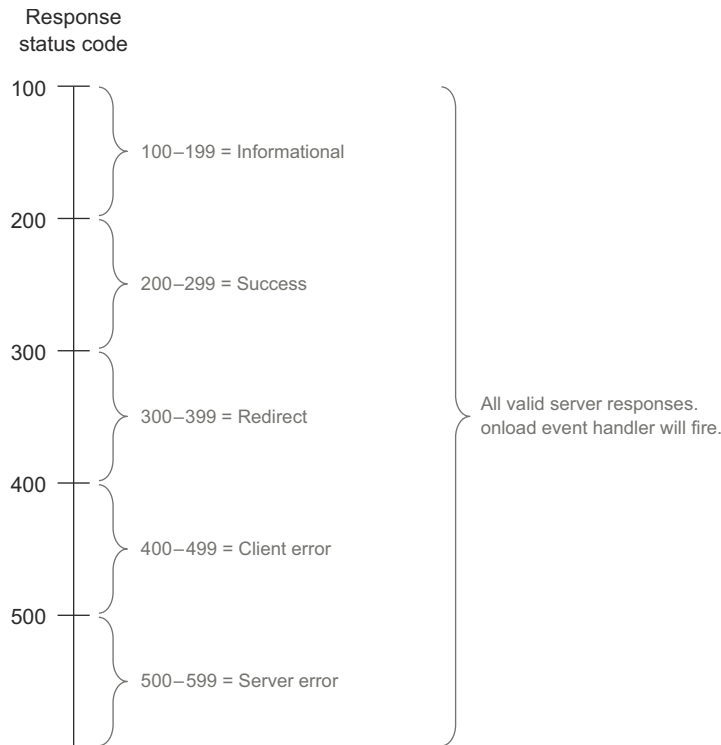 Response
status code
100
100–199 = Informational
200
200–299 = Success
300
300–399 = Redirect
All valid server responses.
onload event handler will fire.
400
400–499 = Client error
500
500–599 = Server error